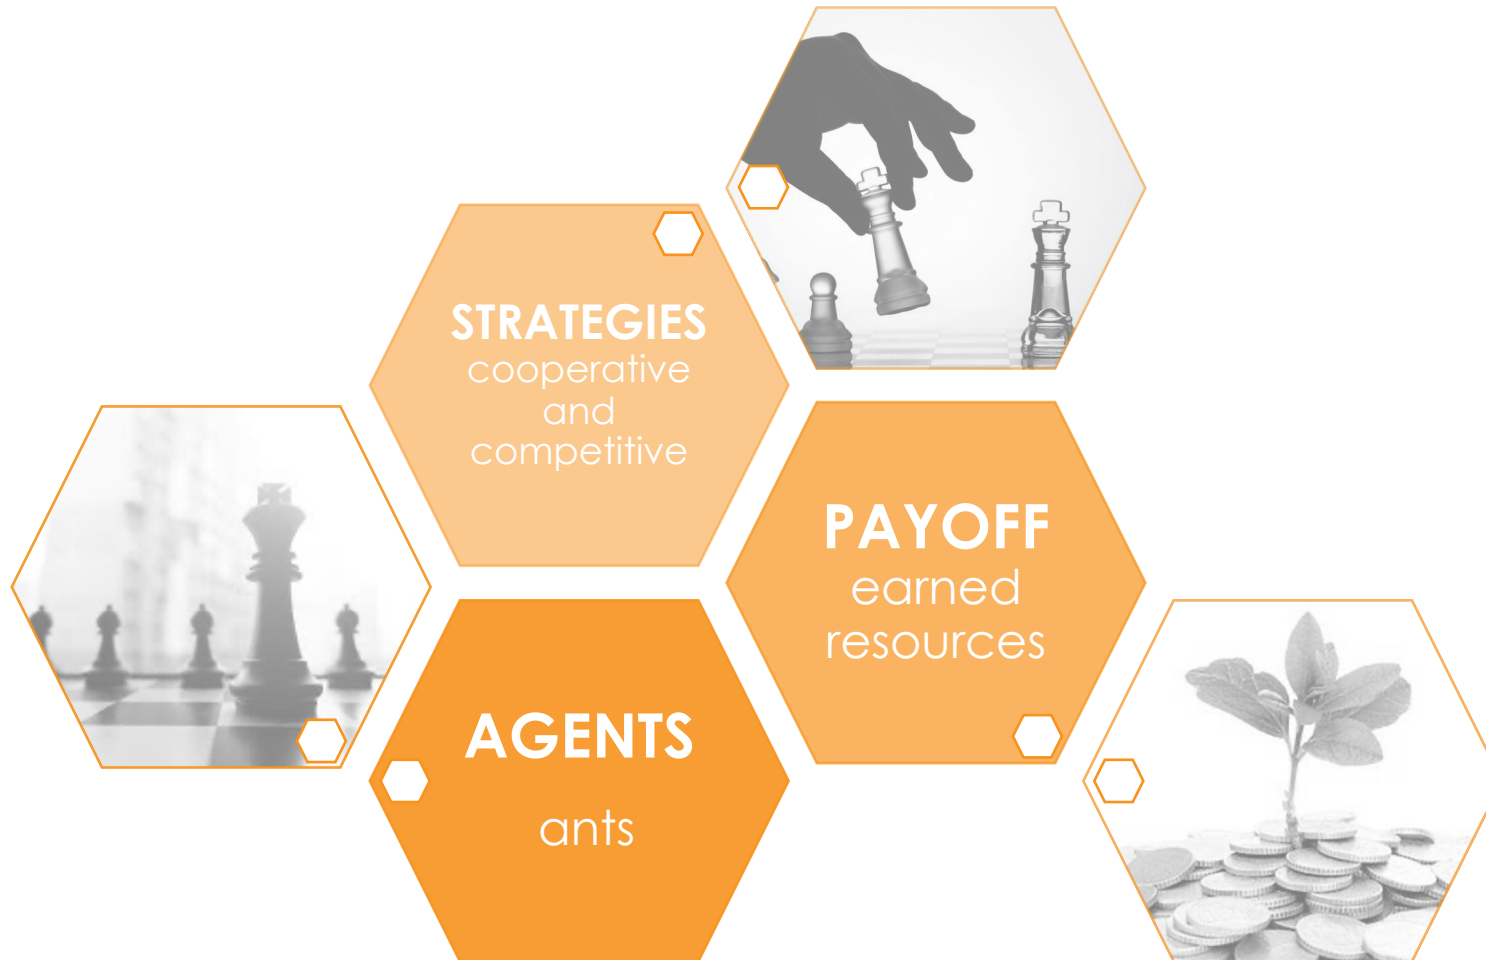 STRATEGIES
cooperative
and
competitive
PAYOFF
earned
resources
AGENTS
ants